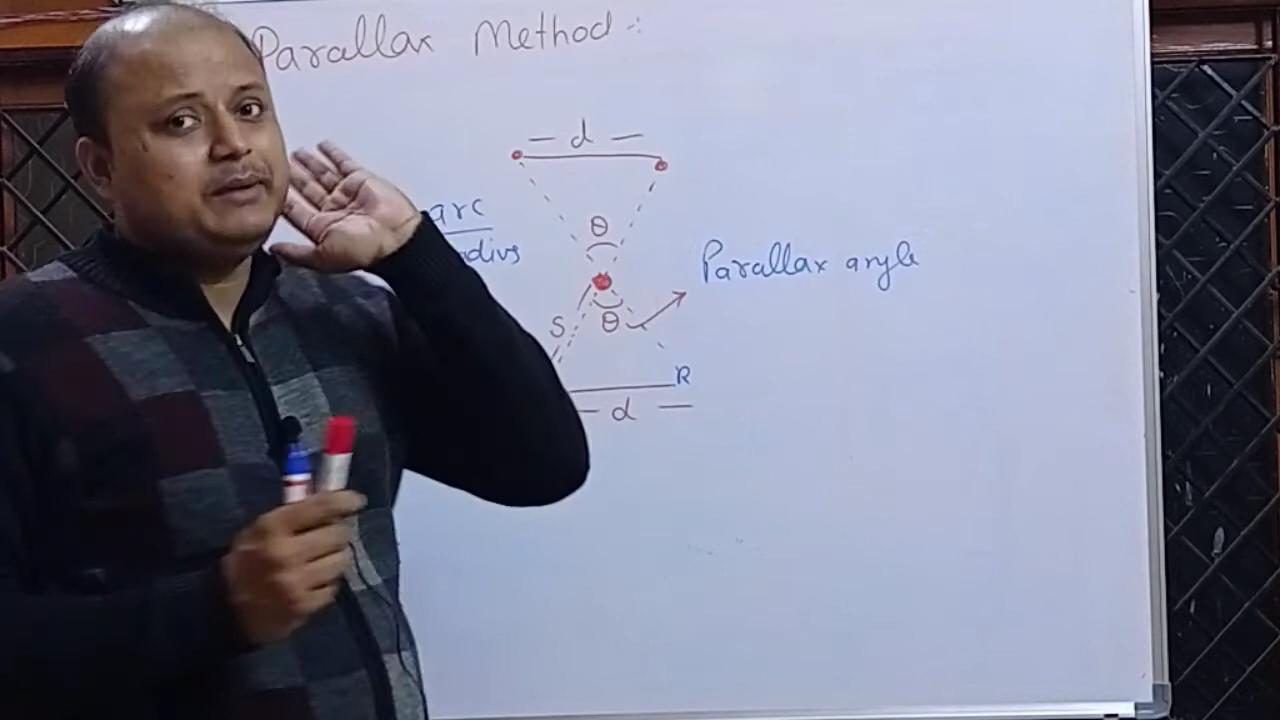 Parallax Method :
— d —
θ
arc
Parallax angle
S
θ
R
— d —